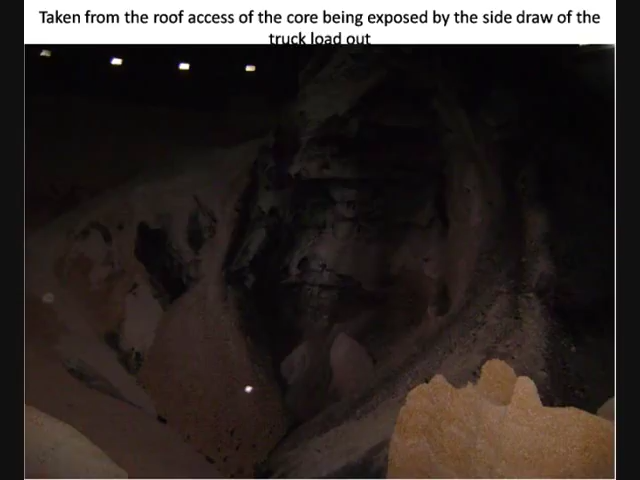 Taken from the roof access of the core being exposed by the side draw of the
truck load out